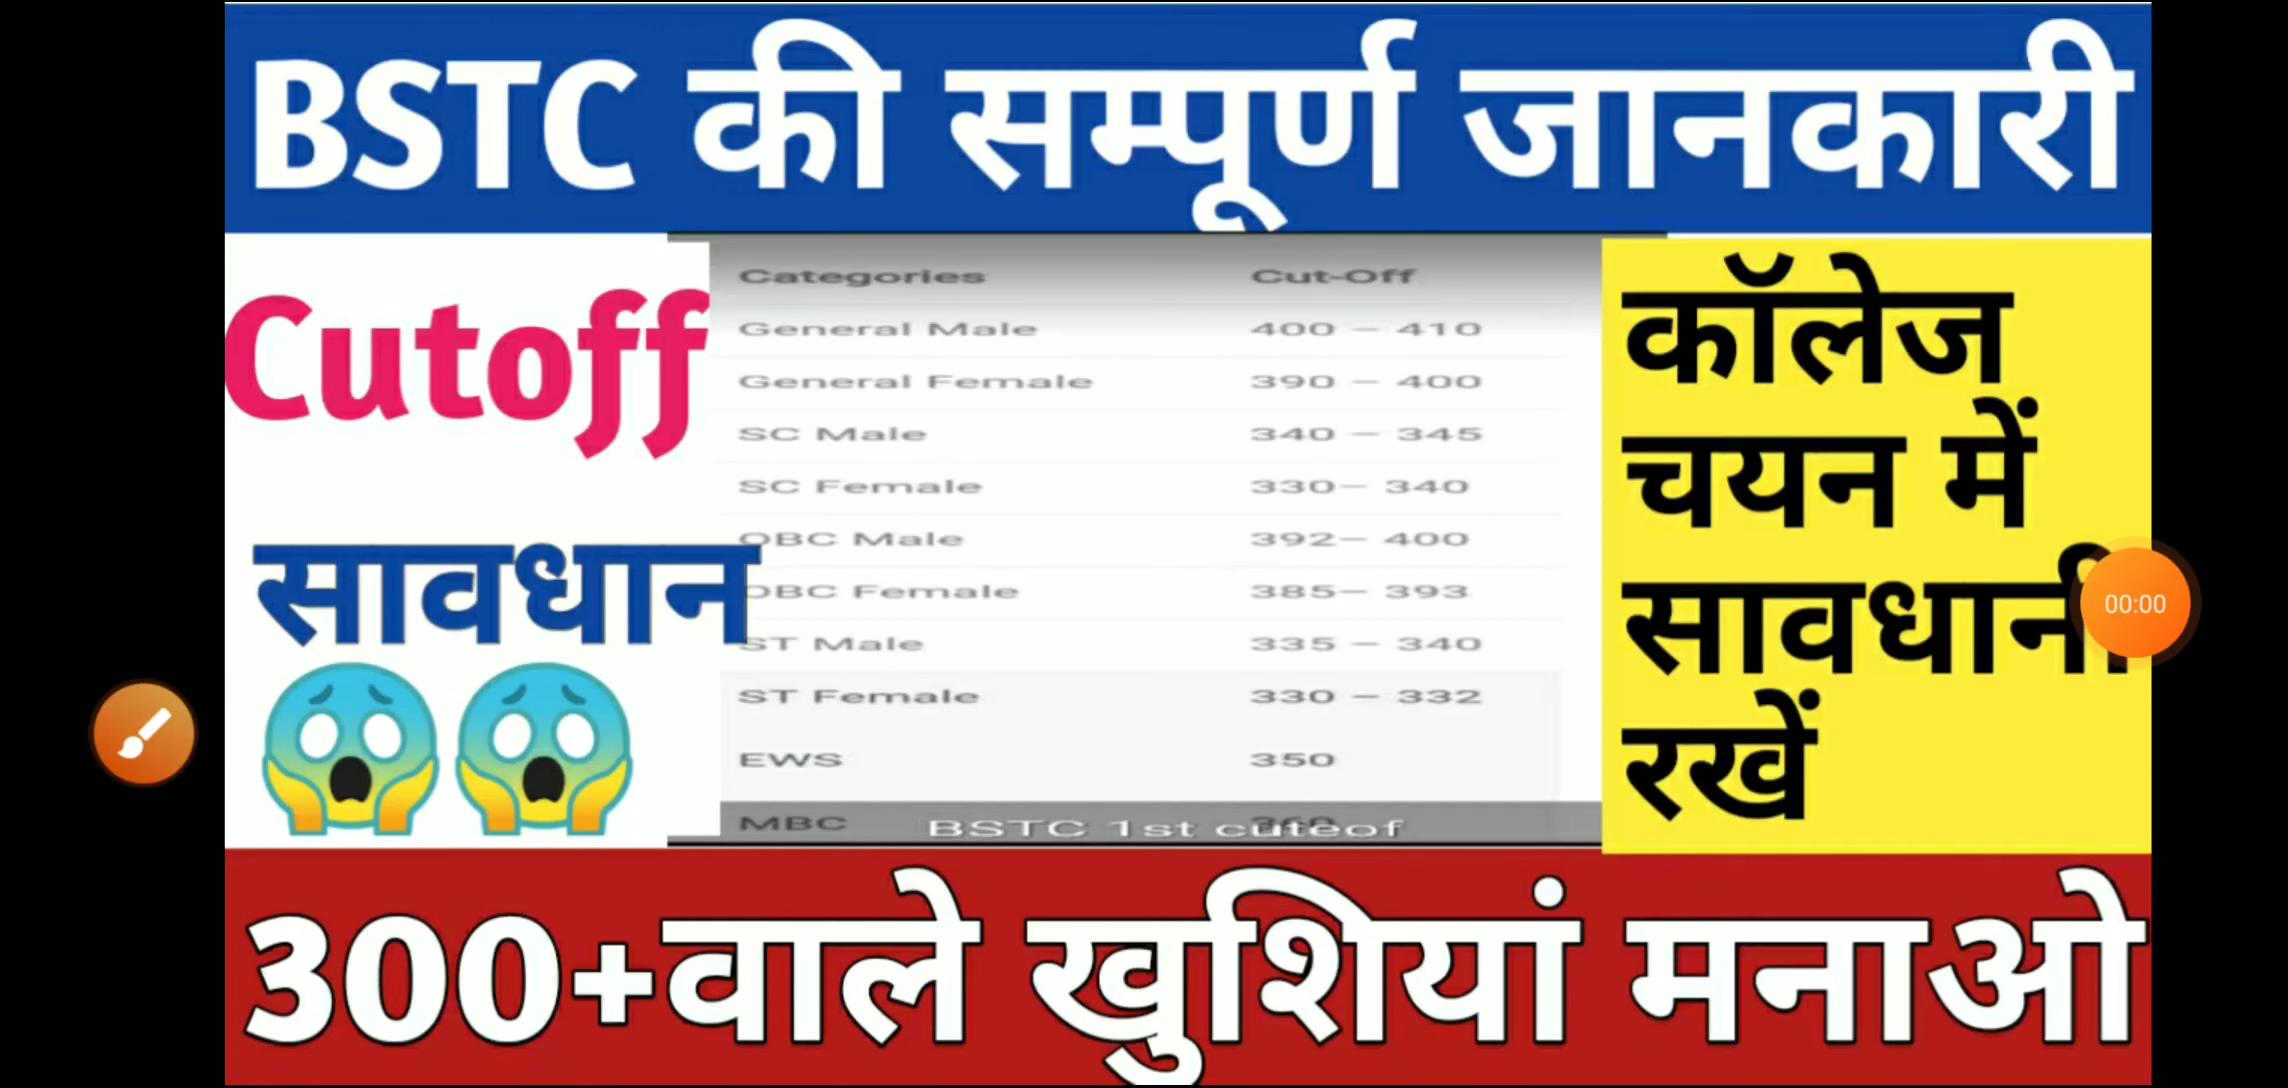 BSTC की सम्पूर्ण जानकारी
Cutoff
सावधान
Categories Cut-Off
General Male 400 – 410
General Female 390 – 400
SC Male 340 – 345
SC Female 330– 340
OBC Male 392– 400
OBC Female 385– 393
ST Male 335 – 340
ST Female 330 – 332
EWS 350
MBC
BSTC 1st cuteof
कॉलेज
चयन में
सावधानी
रखें
00:00
300+वाले खुशियां मनाओ